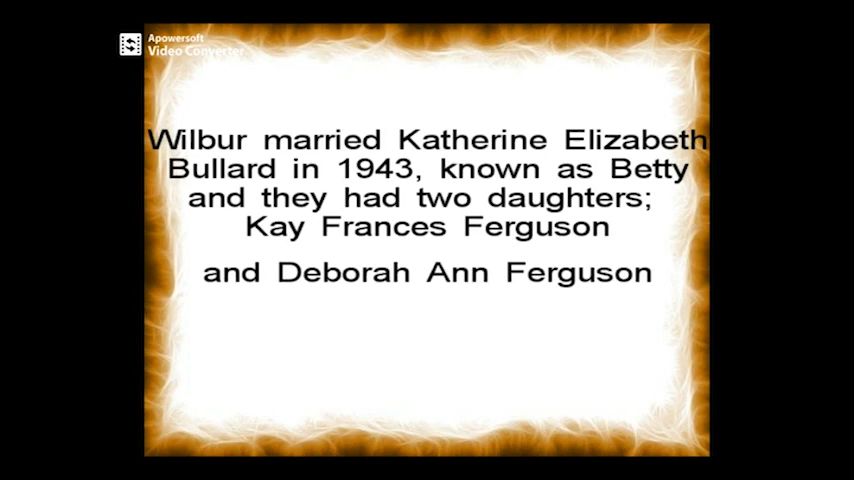 Apowersoft
Video Converter
Wilbur married Katherine Elizabeth
Bullard in 1943, known as Betty
and they had two daughters;
Kay Frances Ferguson
and Deborah Ann Ferguson